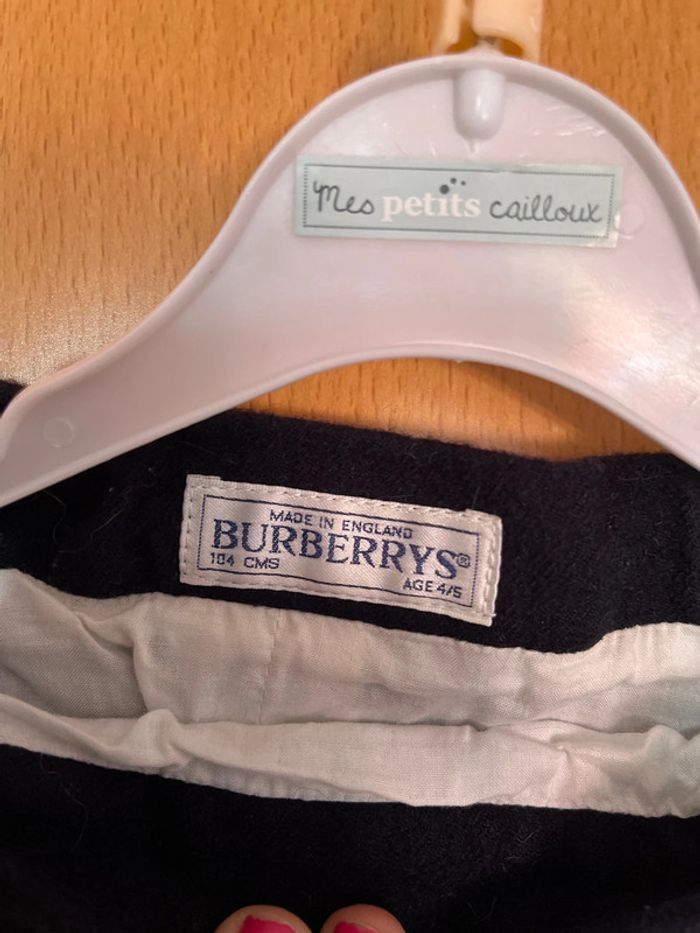 Mes petits cailloux
MADE IN ENGLAND
BURBERRYS®
104 CMS
AGE 4/5